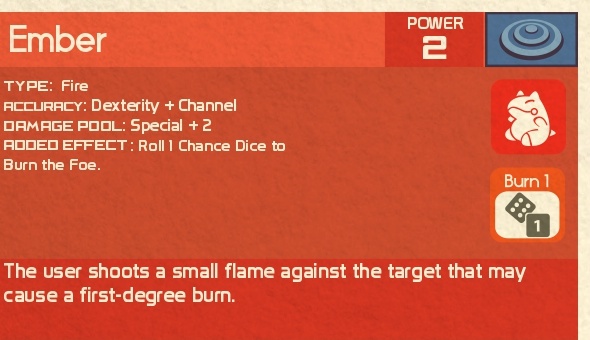 Ember
POWER
2
TYPE: Fire
ACCURACY: Dexterity + Channel
DAMAGE POOL: Special + 2
ADDED EFFECT: Roll 1 Chance Dice to
Burn the Foe.
Burn 1
1
The user shoots a small flame against the target that may
cause a first-degree burn.